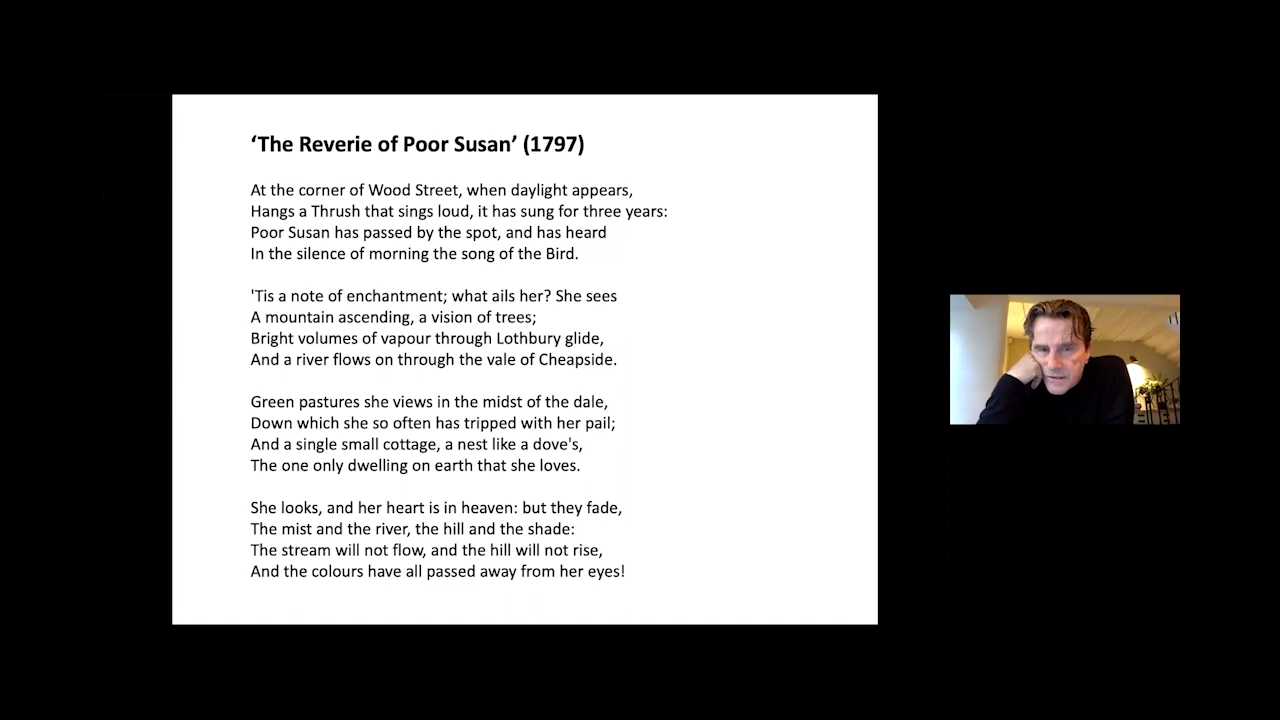 ‘The Reverie of Poor Susan’ (1797)
At the corner of Wood Street, when daylight appears,
Hangs a Thrush that sings loud, it has sung for three years:
Poor Susan has passed by the spot, and has heard
In the silence of morning the song of the Bird.
'Tis a note of enchantment; what ails her? She sees
A mountain ascending, a vision of trees;
Bright volumes of vapour through Lothbury glide,
And a river flows on through the vale of Cheapside.
Green pastures she views in the midst of the dale,
Down which she so often has tripped with her pail;
And a single small cottage, a nest like a dove's,
The one only dwelling on earth that she loves.
She looks, and her heart is in heaven: but they fade,
The mist and the river, the hill and the shade:
The stream will not flow, and the hill will not rise,
And the colours have all passed away from her eyes!